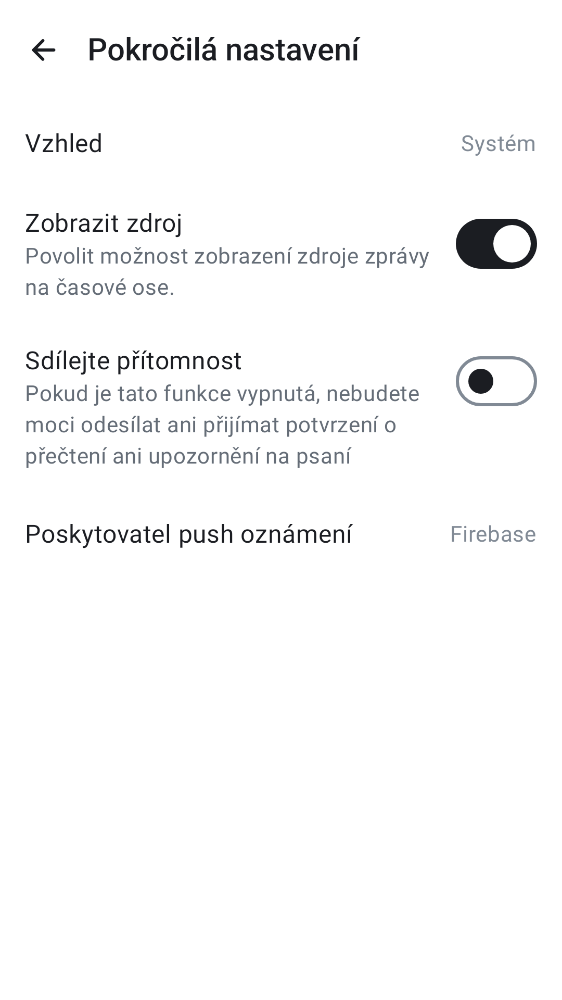 Pokročilá nastavení
Vzhled
Systém
Zobrazit zdroj
Povolit možnost zobrazení zdroje zprávy
na časové ose.
Sdílejte přítomnost
Pokud je tato funkce vypnutá, nebudete
moci odesílat ani přijímat potvrzení o
přečtení ani upozornění na psaní
Poskytovatel push oznámení
Firebase